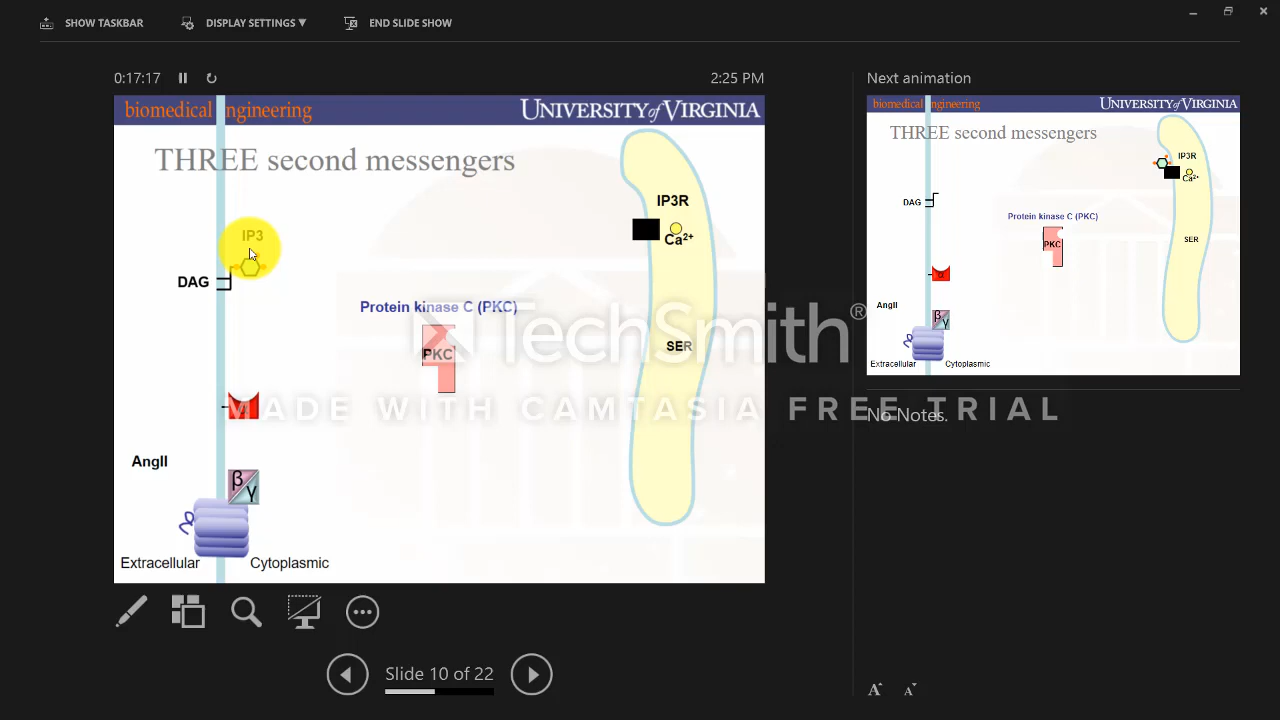 SHOW TASKBAR DISPLAY SETTINGS ▼ END SLIDE SHOW
0:17:17 2:25 PM
biomedical engineering UNIVERSITY of VIRGINIA
THREE second messengers
IP3
DAG
IP3R
Ca²⁺
Protein kinase C (PKC)
PKC
SER
AngII
β
γ
Extracellular Cytoplasmic
Slide 10 of 22
Next animation
biomedical engineering UNIVERSITY of VIRGINIA
THREE second messengers
IP3R
Ca²⁺
DAG
Protein kinase C (PKC)
PKC
SER
α
AngII
β
γ
Extracellular Cytoplasmic
No Notes.
A A
TechSmith®
MADE WITH CAMTASIA FREE TRIAL